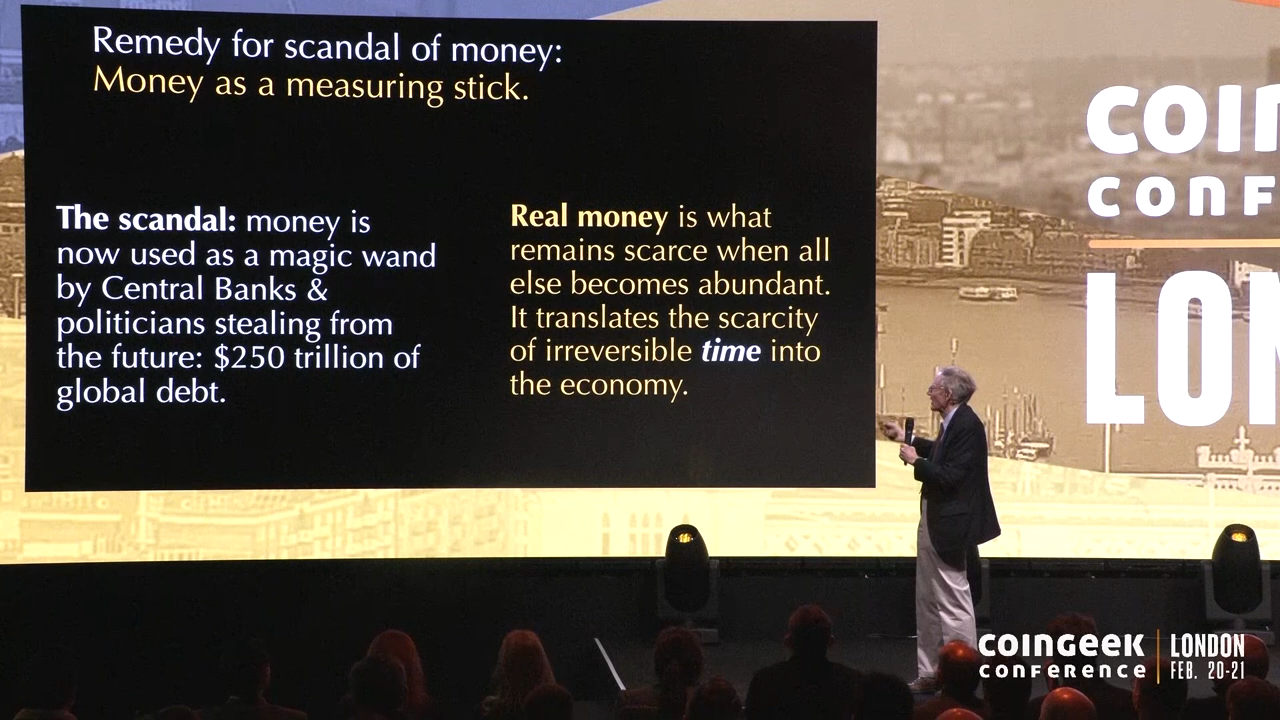 Remedy for scandal of money:
Money as a measuring stick.
The scandal: money is
now used as a magic wand
by Central Banks &
politicians stealing from
the future: $250 trillion of
global debt.
Real money is what
remains scarce when all
else becomes abundant.
It translates the scarcity
of irreversible time into
the economy.
COIN
CONF
LON
COINGEEK
CONFERENCE
LONDON
FEB. 20-21